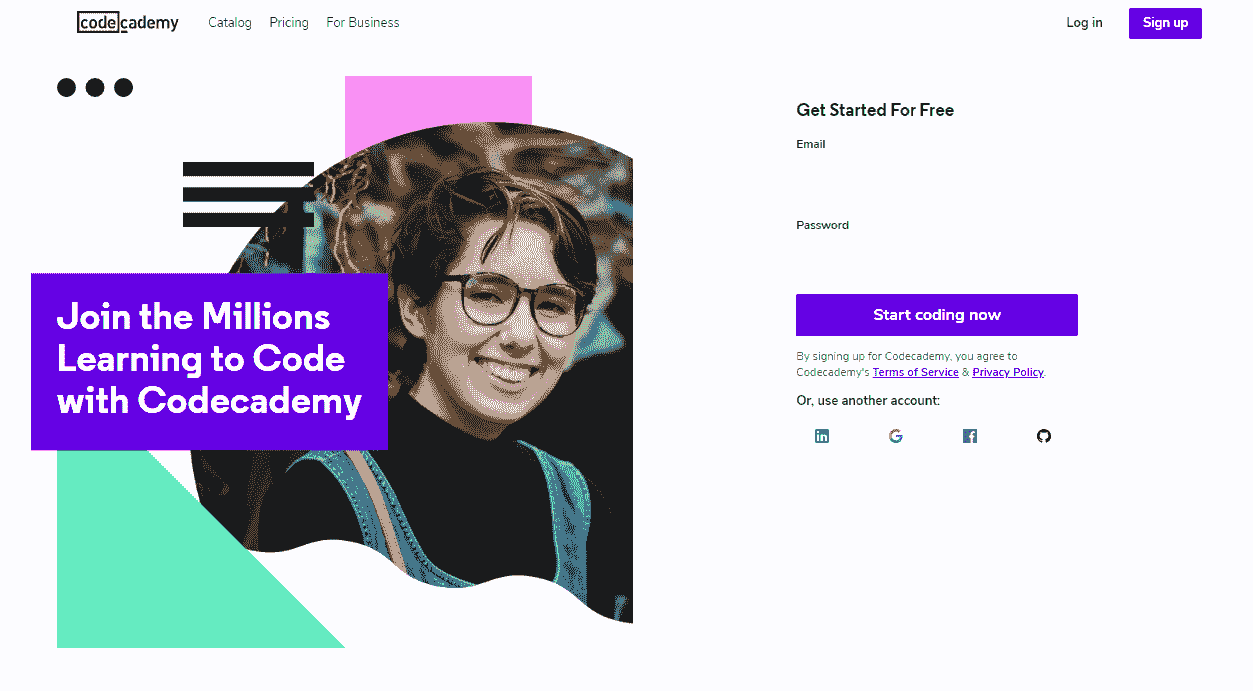 codecademy
Catalog Pricing For Business
Log in
Sign up
Join the Millions
Learning to Code
with Codecademy
Get Started For Free
Email
Password
Start coding now
By signing up for Codecademy, you agree to
Codecademy's Terms of Service & Privacy Policy.
Or, use another account: